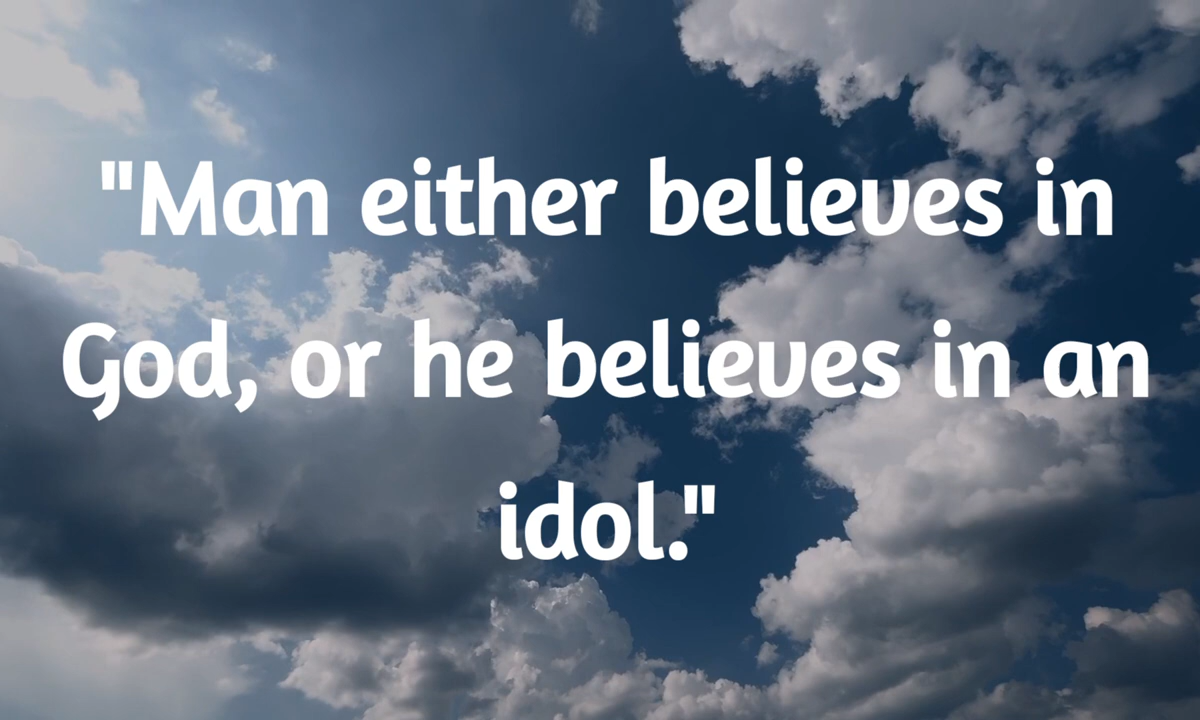 "Man either believes in
God, or he believes in an
idol."